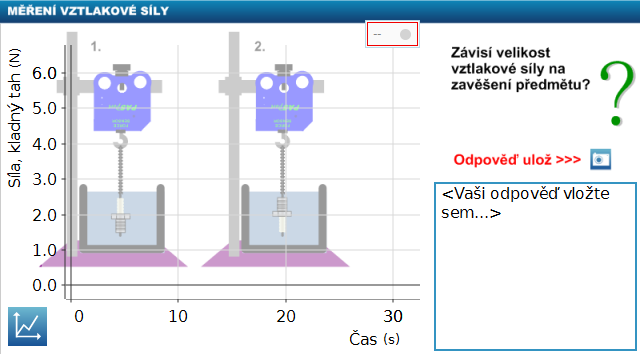 MĚŘENÍ VZTLAKOVÉ SÍLY
1.
2.
--
Síla, kladný tah (N)
6.0
5.0
4.0
3.0
2.0
1.0
0.0
0
10
20
30
Čas (s)
Závisí velikost
vztlakové síly na
zavěšení předmětu?
?
Odpověď ulož >>>
<Vaši odpověď vložte
sem...>